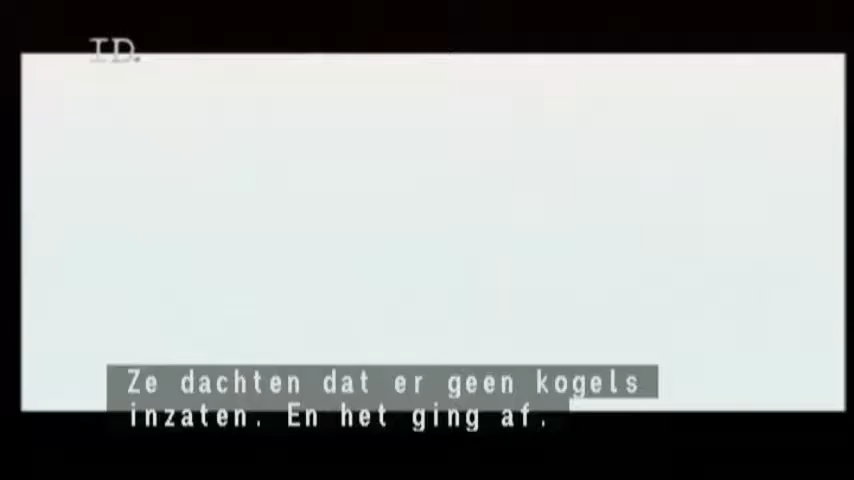 ID.
Ze dachten dat er geen kogels
inzaten. En het ging af.